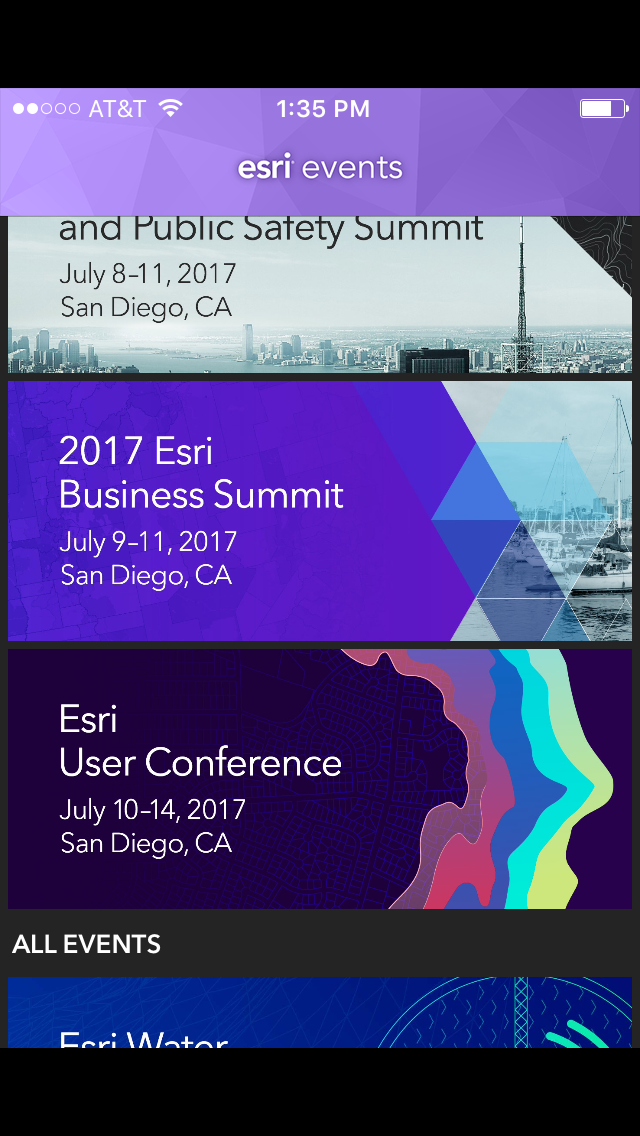 AT&T 1:35 PM
esri events
and Public Safety Summit
July 8-11, 2017
San Diego, CA
2017 Esri
Business Summit
July 9-11, 2017
San Diego, CA
Esri
User Conference
July 10-14, 2017
San Diego, CA
ALL EVENTS
Esri Water